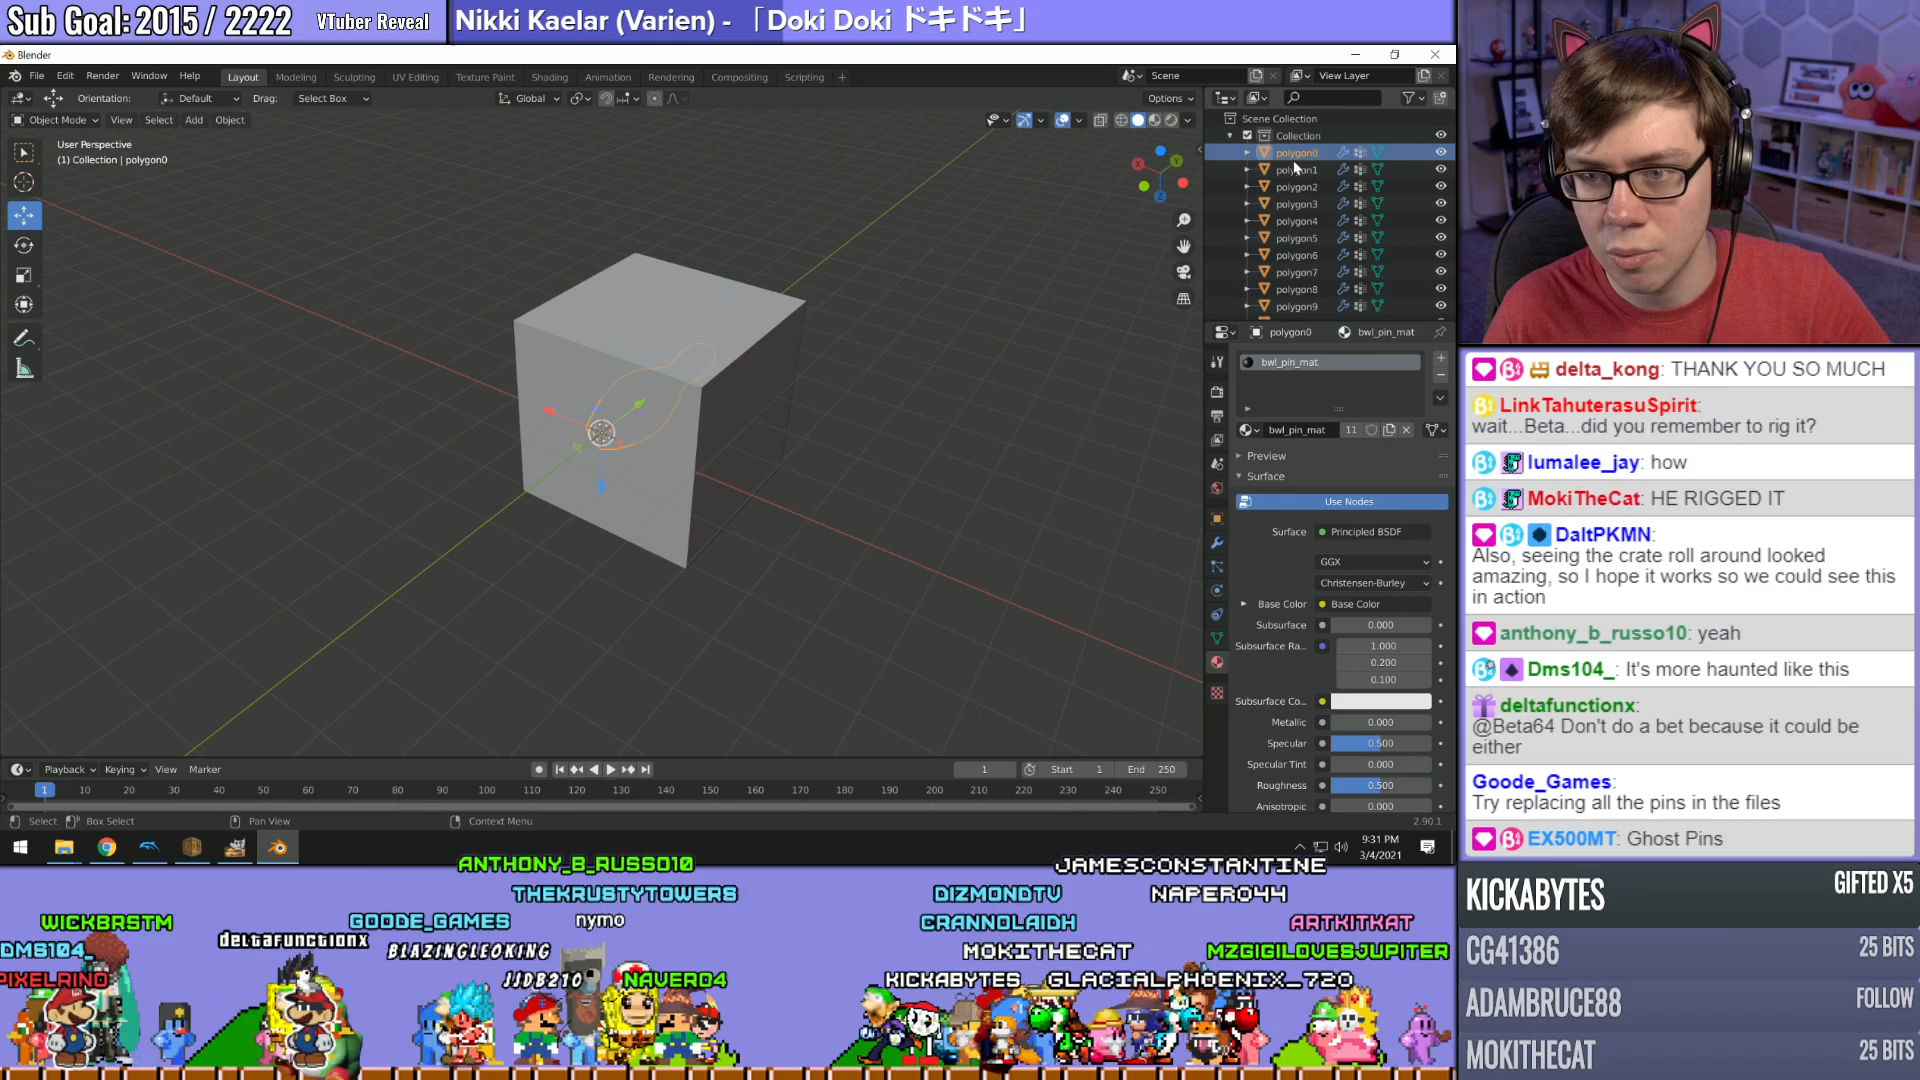 Sub Goal: 2015 / 2222
VTuber Reveal
Nikki Kaelar (Varien) - 「Doki Doki ドキドキ」
Blender
File Edit Render Window Help
Layout Modeling Sculpting UV Editing Texture Paint Shading Animation Rendering Compositing Scripting +
Scene
View Layer
Orientation: Default Drag: Select Box
Global
Options
Object Mode View Select Add Object
User Perspective
(1) Collection | polygon0
Scene Collection
Collection
polygon0
polygon1
polygon2
polygon3
polygon4
polygon5
polygon6
polygon7
polygon8
polygon9
polygon0 bwl_pin_mat
bwl_pin_mat
bwl_pin_mat 11
Preview
Surface
Use Nodes
Surface Principled BSDF
GGX
Christensen-Burley
Base Color Base Color
Subsurface 0.000
Subsurface Ra... 1.000
0.200
0.100
Subsurface Co...
Metallic 0.000
Specular 0.500
Specular Tint 0.000
Roughness 0.500
Anisotropic 0.000
Playback Keying View Marker
1 Start 1 End 250
1 10 20 30 40 50 60 70 80 90 100 110 120 130 140 150 160 170 180 190 200 210 220 230 240 250
Select Box Select Pan View Context Menu
2.90.1
9:31 PM
3/4/2021
delta_kong: THANK YOU SO MUCH
LinkTahuterasuSpirit:
wait...Beta...did you remember to rig it?
lumalee_jay: how
MokiTheCat: HE RIGGED IT
DaltPKMN:
Also, seeing the crate roll around looked
amazing, so I hope it works so we could see this
in action
anthony_b_russo10: yeah
Dms104_: It's more haunted like this
deltafunctionx:
@Beta64 Don't do a bet because it could be
either
Goode_Games:
Try replacing all the pins in the files
EX500MT: Ghost Pins
KICKABYTES GIFTED X5
CG41386 25 BITS
ADAMBRUCE88 FOLLOW
MOKITHECAT 25 BITS
ANTHONY_B_RUSSO10
JAMESCONSTANTINE
THEKRUSTYTOWERS
DIZMONDTV
NAPERO44
WICKBRSTM
GOODE_GAMES
nymo
CRANNOLAIDH
ARTKITKAT
DMS104_
deltafunctionx
BLAZINGLEOKING
MOKITHECAT
MZGIGILOVESJUPITER
PIXELRINO
JJDB210
NAVERD4
KICKABYTES_
GLACIALPHOENIX_720